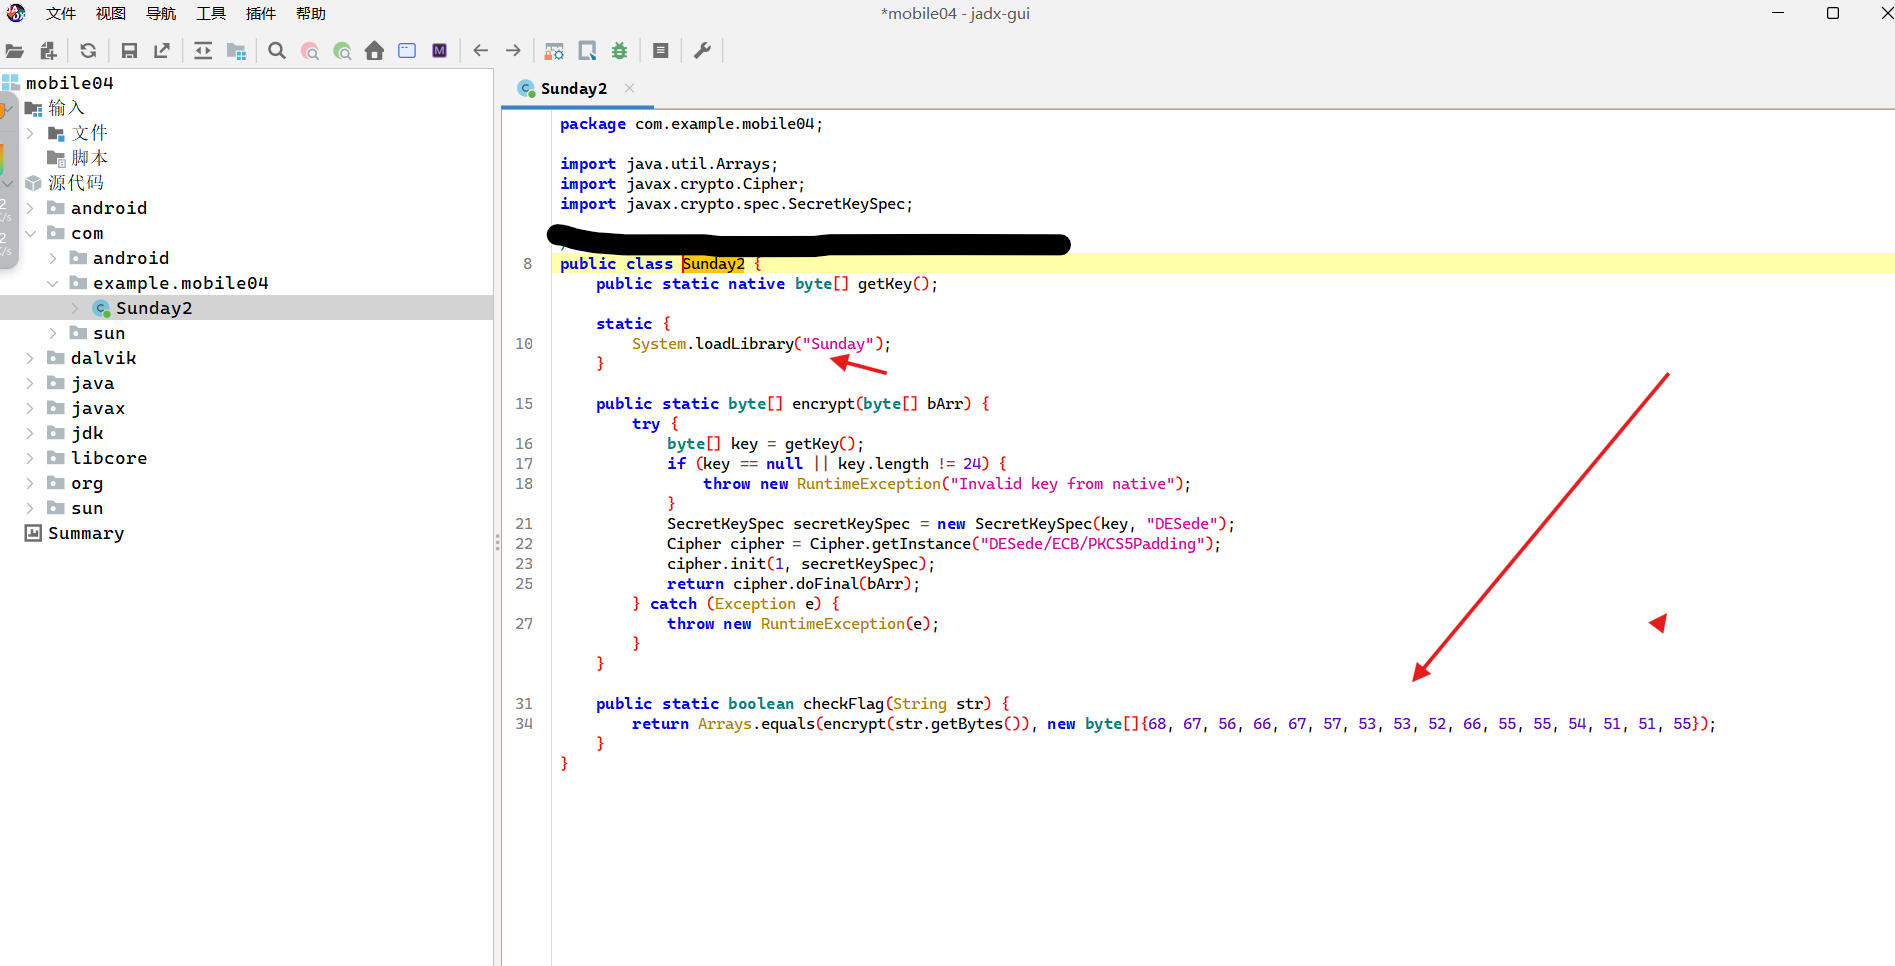 文件 视图 导航 工具 插件 帮助
*mobile04 - jadx-gui
mobile04
输入
文件
脚本
源代码
android
com
android
example.mobile04
Sunday2
sun
dalvik
java
javax
jdk
libcore
org
sun
Summary
Sunday2
package com.example.mobile04;
import java.util.Arrays;
import javax.crypto.Cipher;
import javax.crypto.spec.SecretKeySpec;
8 public class Sunday2 {
public static native byte[] getKey();
static {
10 System.loadLibrary("Sunday");
}
15 public static byte[] encrypt(byte[] bArr) {
try {
16 byte[] key = getKey();
17 if (key == null || key.length != 24) {
18 throw new RuntimeException("Invalid key from native");
}
21 SecretKeySpec secretKeySpec = new SecretKeySpec(key, "DESede");
22 Cipher cipher = Cipher.getInstance("DESede/ECB/PKCS5Padding");
23 cipher.init(1, secretKeySpec);
25 return cipher.doFinal(bArr);
} catch (Exception e) {
27 throw new RuntimeException(e);
}
}
31 public static boolean checkFlag(String str) {
34 return Arrays.equals(encrypt(str.getBytes()), new byte[]{68, 67, 56, 66, 67, 57, 53, 53, 52, 66, 55, 55, 54, 51, 51, 55});
}
}